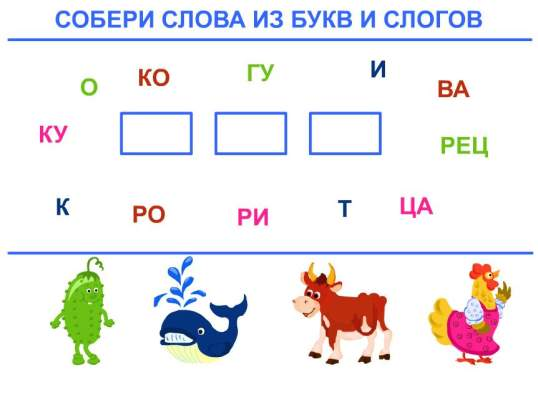 СОБЕРИ СЛОВА ИЗ БУКВ И СЛОГОВ
О КО ГУ И ВА
КУ РЕЦ
К РО РИ Т ЦА